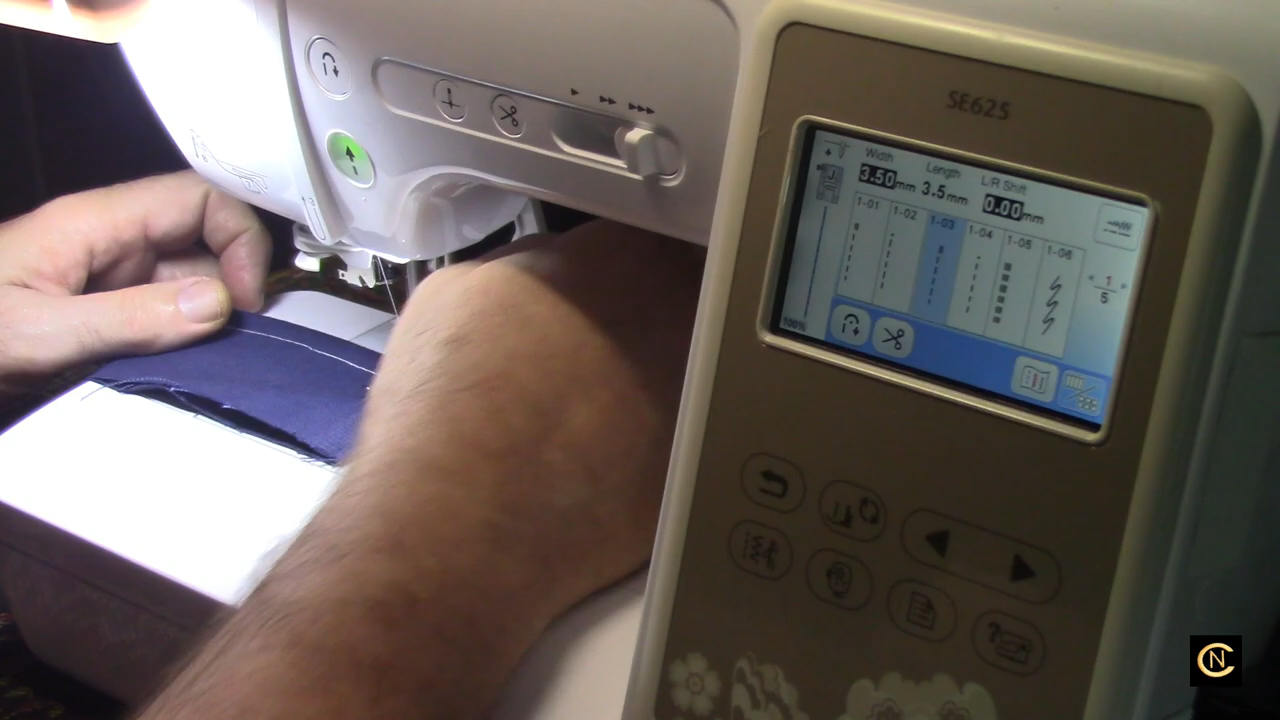 SE625
Width Length L/R Shift
3.50mm 3.5mm 0.00mm
J
1-01 1-02 1-03 1-04 1-05 1-06
1
5
100%
NC